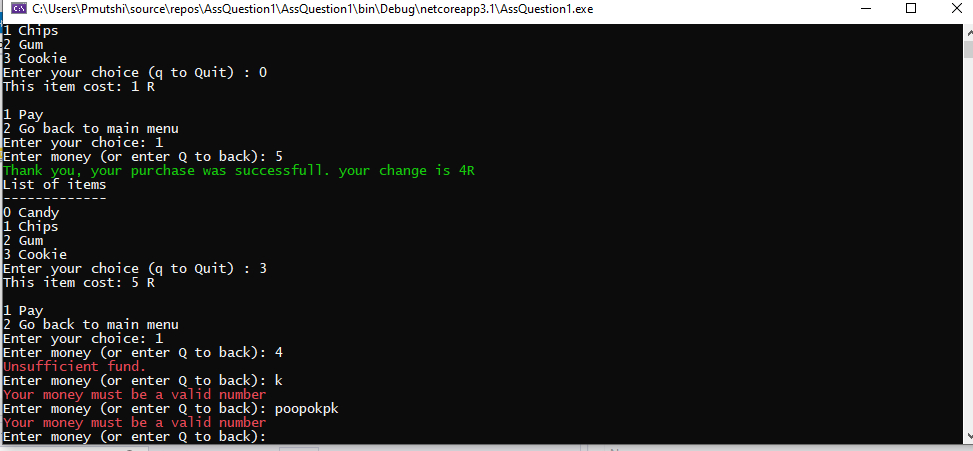 C:\Users\Pmutshi\source\repos\AssQuestion1\AssQuestion1\bin\Debug\netcoreapp3.1\AssQuestion1.exe
1 Chips
2 Gum
3 Cookie
Enter your choice (q to Quit) : 0
This item cost: 1 R
1 Pay
2 Go back to main menu
Enter your choice: 1
Enter money (or enter Q to back): 5
Thank you, your purchase was successfull. your change is 4R
List of items
-------------
0 Candy
1 Chips
2 Gum
3 Cookie
Enter your choice (q to Quit) : 3
This item cost: 5 R
1 Pay
2 Go back to main menu
Enter your choice: 1
Enter money (or enter Q to back): 4
Unsufficient fund.
Enter money (or enter Q to back): k
Your money must be a valid number
Enter money (or enter Q to back): poopokpk
Your money must be a valid number
Enter money (or enter Q to back):